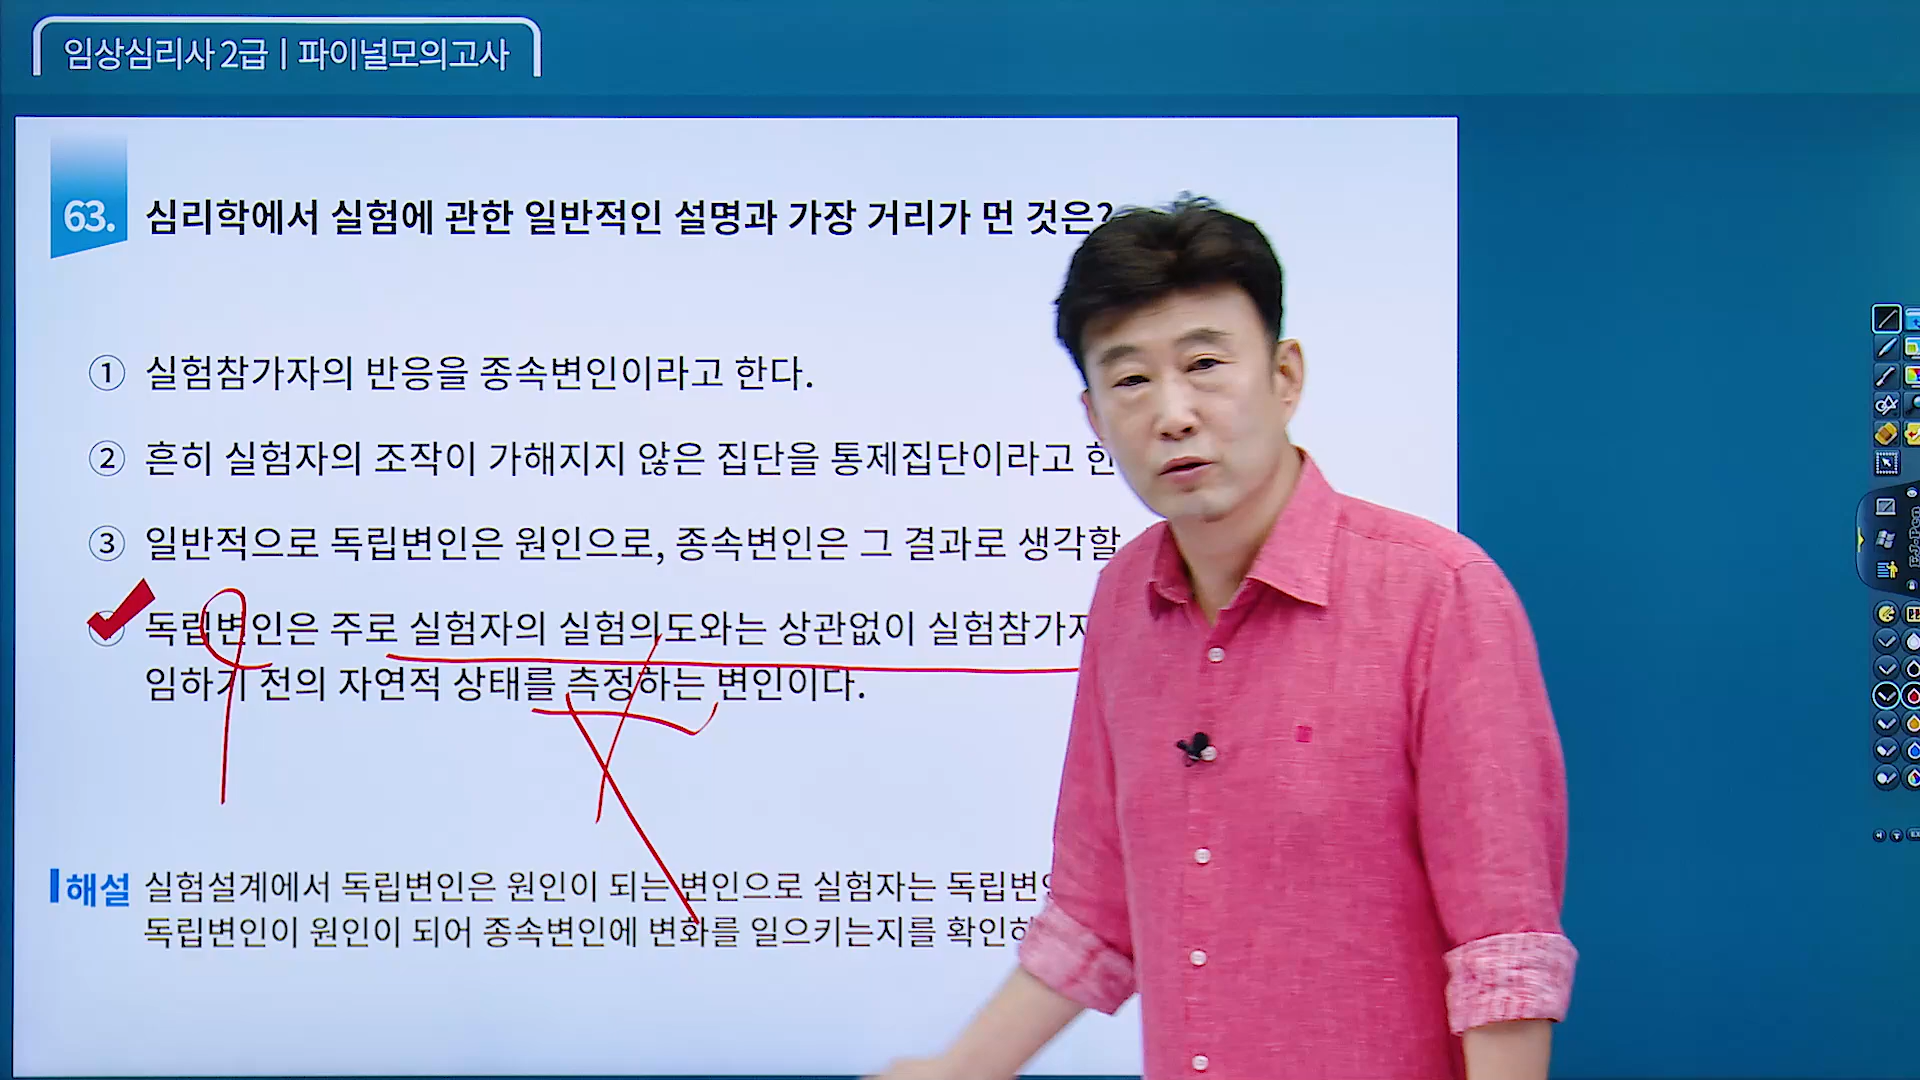 임상심리사 2급 | 파이널모의고사
63. 심리학에서 실험에 관한 일반적인 설명과 가장 거리가 먼 것은?
① 실험참가자의 반응을 종속변인이라고 한다.
② 흔히 실험자의 조작이 가해지지 않은 집단을 통제집단이라고 한
③ 일반적으로 독립변인은 원인으로, 종속변인은 그 결과로 생각할
독립변인은 주로 실험자의 실험의도와는 상관없이 실험참가자
임하기 전의 자연적 상태를 측정하는 변인이다.
해설 실험설계에서 독립변인은 원인이 되는 변인으로 실험자는 독립변인
독립변인이 원인이 되어 종속변인에 변화를 일으키는지를 확인하